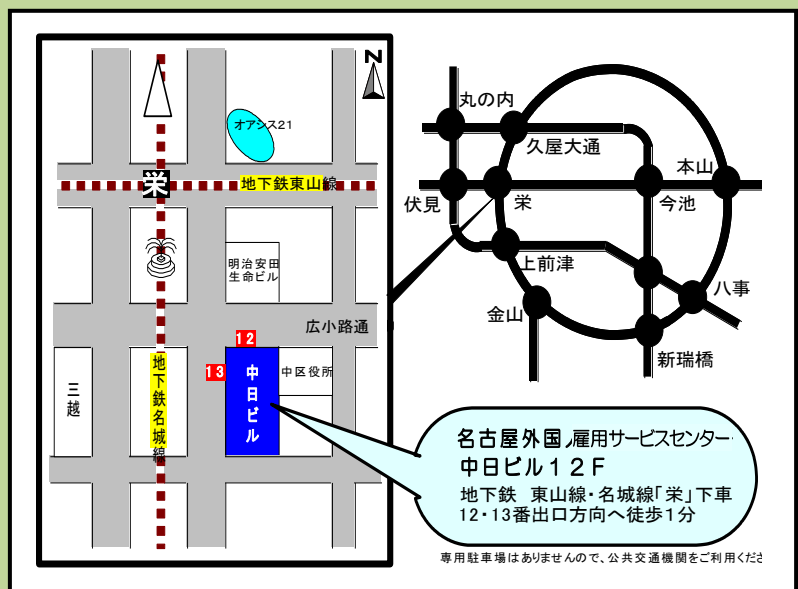 N
オアシス21
栄
地下鉄東山線
明治安田
生命ビル
広小路通
12
13
中日ビル
中区役所
三越
地下鉄名城線
丸の内
久屋大通
本山
伏見
栄
今池
上前津
八事
金山
新瑞橋
名古屋外国人雇用サービスセンター
中日ビル12F
地下鉄 東山線・名城線「栄」下車
12・13番出口方向へ徒歩1分
専用駐車場はありませんので、公共交通機関をご利用くださ